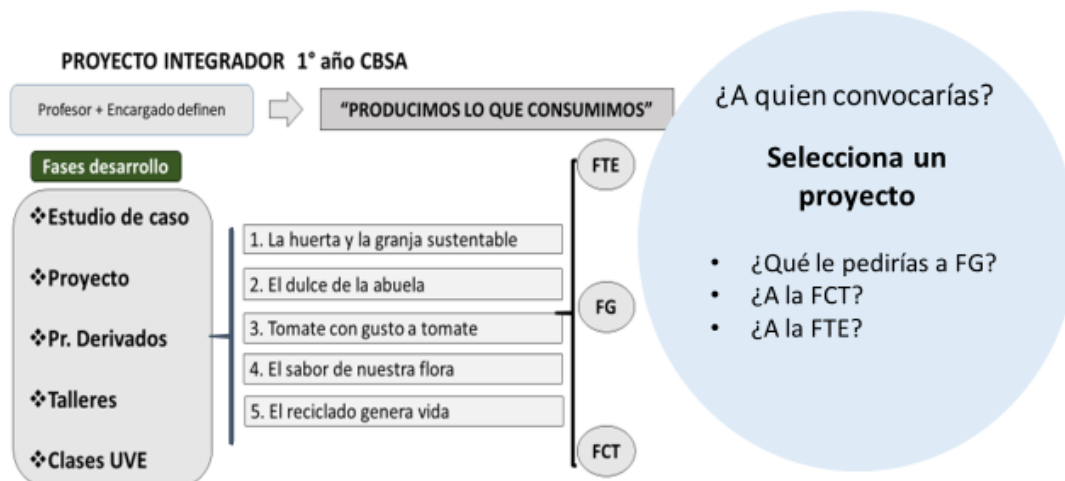 PROYECTO INTEGRADOR 1° año CBSA
Profesor + Encargado definen
"PRODUCIMOS LO QUE CONSUMIMOS"
Fases desarrollo
❖Estudio de caso
❖Proyecto
❖Pr. Derivados
❖Talleres
❖Clases UVE
1. La huerta y la granja sustentable
2. El dulce de la abuela
3. Tomate con gusto a tomate
4. El sabor de nuestra flora
5. El reciclado genera vida
FTE
FG
FCT
¿A quien convocarías?
Selecciona un
proyecto
• ¿Qué le pedirías a FG?
• ¿A la FCT?
• ¿A la FTE?